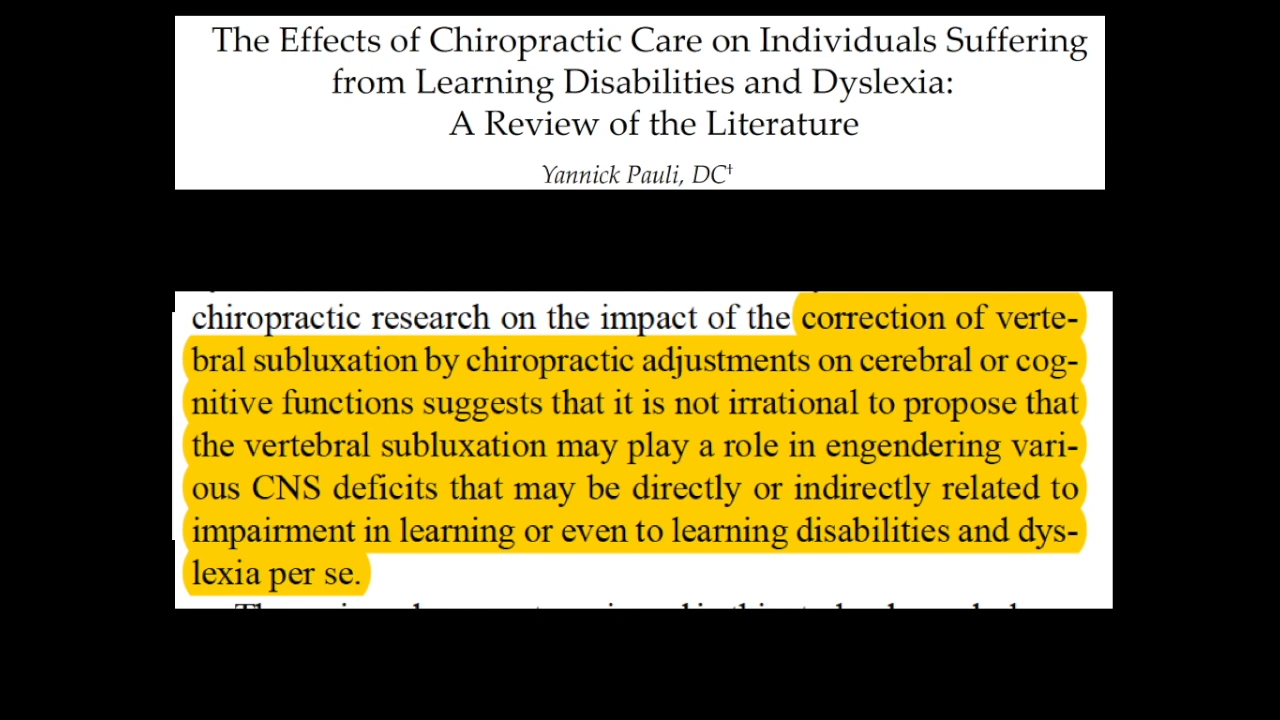 The Effects of Chiropractic Care on Individuals Suffering
from Learning Disabilities and Dyslexia:
A Review of the Literature
Yannick Pauli, DC†
chiropractic research on the impact of the correction of verte-
bral subluxation by chiropractic adjustments on cerebral or cog-
nitive functions suggests that it is not irrational to propose that
the vertebral subluxation may play a role in engendering vari-
ous CNS deficits that may be directly or indirectly related to
impairment in learning or even to learning disabilities and dys-
lexia per se.